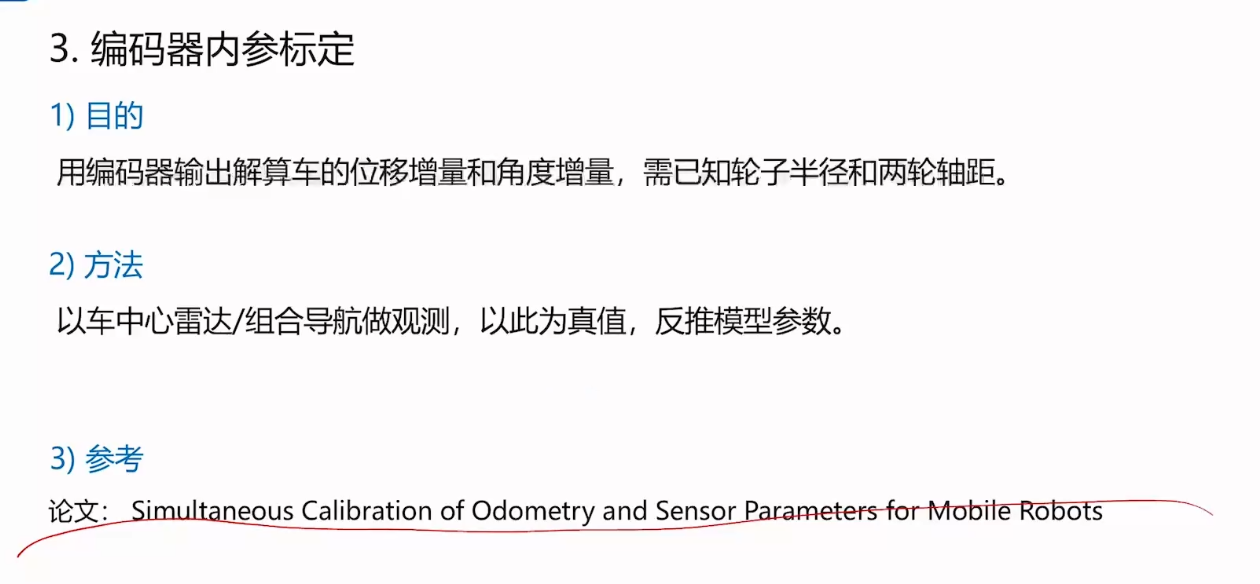 3. 编码器内参标定
1) 目的
用编码器输出解算车的位移增量和角度增量，需已知轮子半径和两轮轴距。
2) 方法
以车中心雷达/组合导航做观测，以此为真值，反推模型参数。
3) 参考
论文： Simultaneous Calibration of Odometry and Sensor Parameters for Mobile Robots